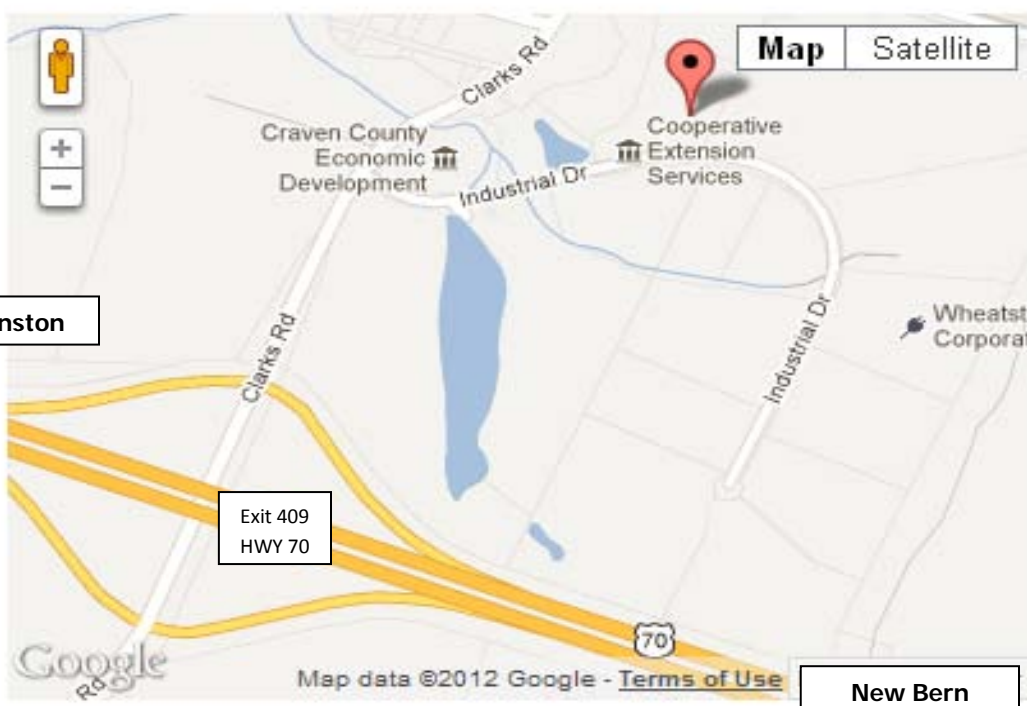 Map
Satellite
Clarks Rd
Craven County
Economic
Development
Cooperative
Extension
Services
Industrial Dr
nston
Clarks Rd
Industrial Dr
Wheatst
Corporat
Exit 409
HWY 70
70
Google
Rd
Map data ©2012 Google - Terms of Use
New Bern